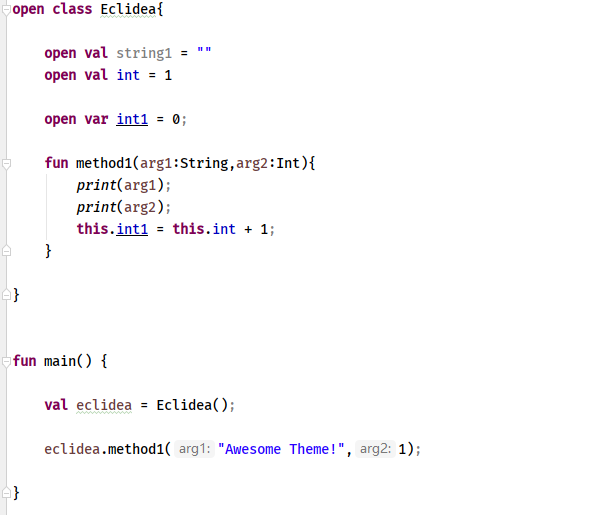 open class Eclidea{
open val string1 = ""
open val int = 1
open var int1 = 0;
fun method1(arg1:String,arg2:Int){
print(arg1);
print(arg2);
this.int1 = this.int + 1;
}
}
fun main() {
val eclidea = Eclidea();
eclidea.method1( arg1: "Awesome Theme!", arg2: 1);
}